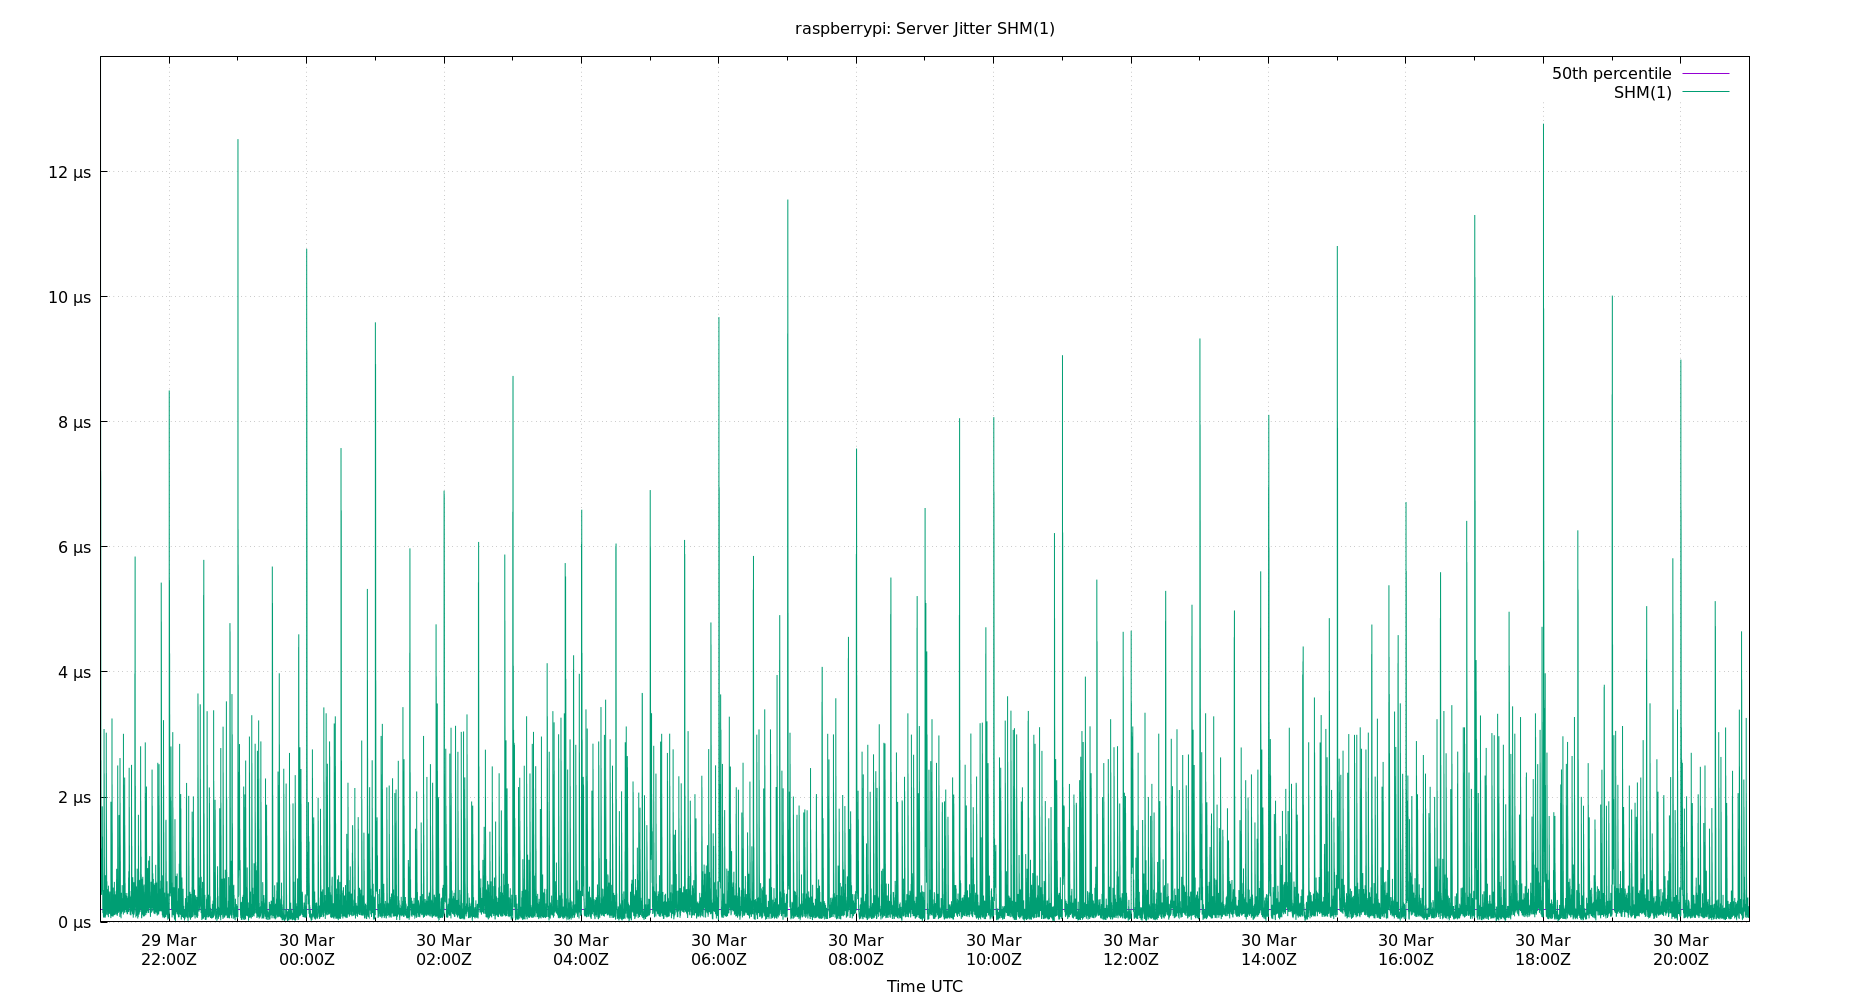 raspberrypi: Server Jitter SHM(1)
50th percentile
SHM(1)
12 µs
10 µs
8 µs
6 µs
4 µs
2 µs
0 µs
29 Mar 30 Mar 30 Mar 30 Mar 30 Mar 30 Mar 30 Mar 30 Mar 30 Mar 30 Mar 30 Mar 30 Mar
22:00Z 00:00Z 02:00Z 04:00Z 06:00Z 08:00Z 10:00Z 12:00Z 14:00Z 16:00Z 18:00Z 20:00Z
Time UTC